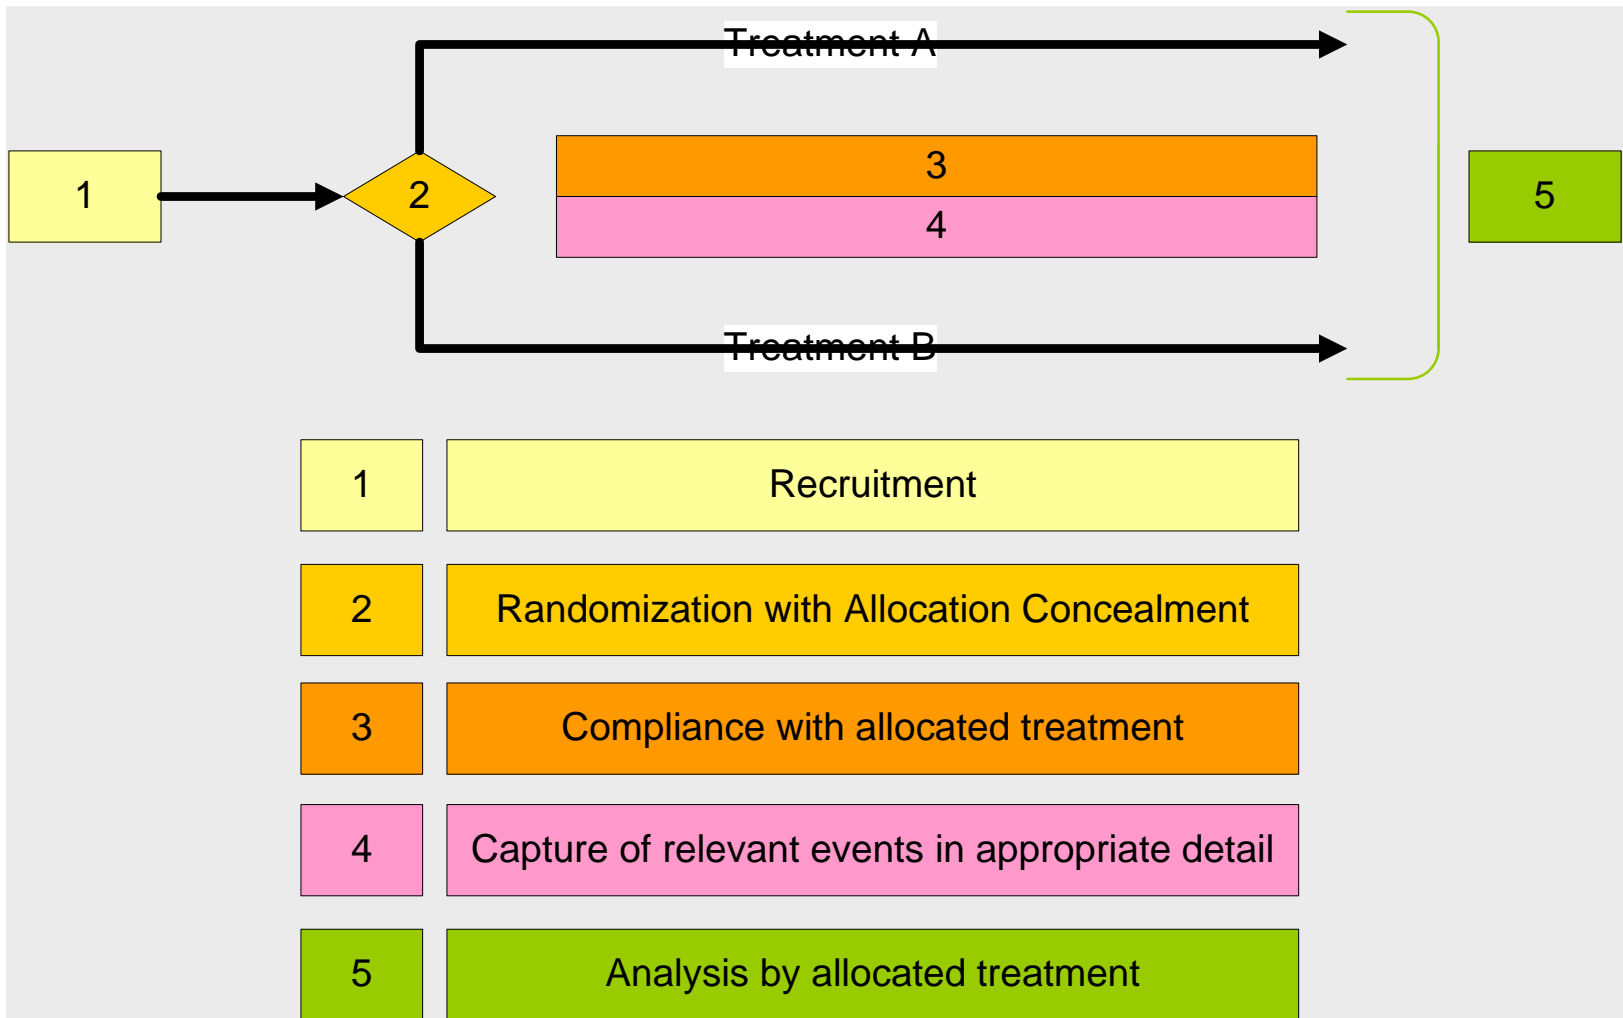 Treatment A
1
2
3
4
5
Treatment B
1
Recruitment
2
Randomization with Allocation Concealment
3
Compliance with allocated treatment
4
Capture of relevant events in appropriate detail
5
Analysis by allocated treatment